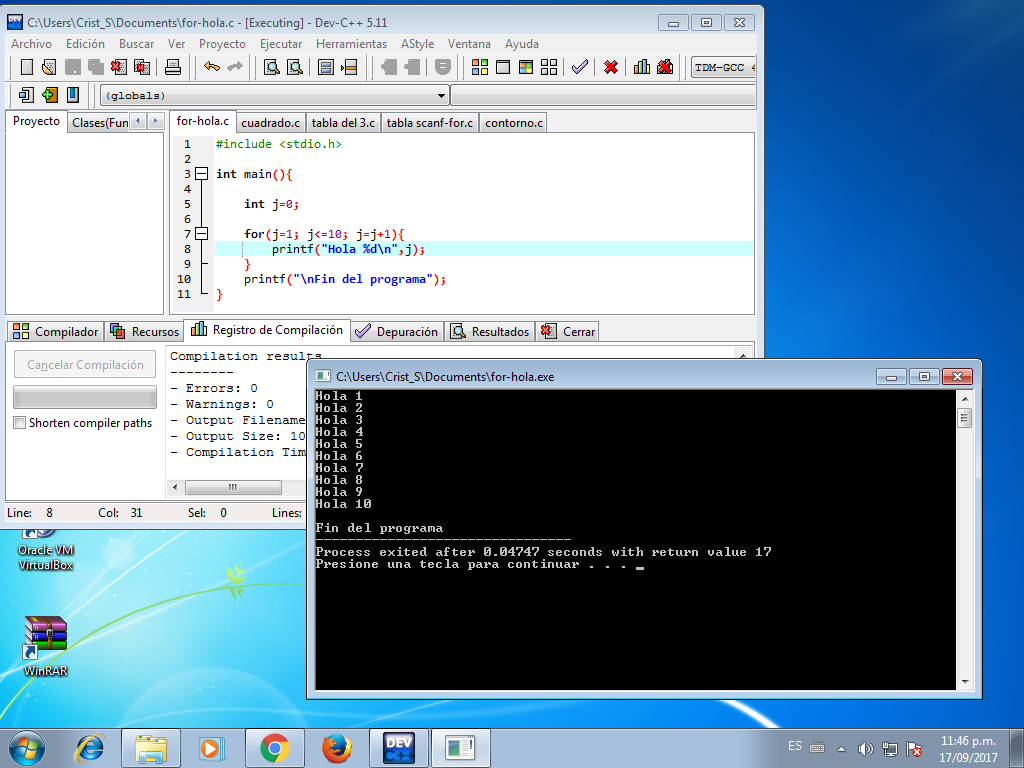 C:\Users\Crist_S\Documents\for-hola.c - [Executing] - Dev-C++ 5.11
Archivo Edición Buscar Ver Proyecto Ejecutar Herramientas AStyle Ventana Ayuda
TDM-GCC 4
(globals)
Proyecto Clases(Fun for-hola.c cuadrado.c tabla del 3.c tabla scanf-for.c contorno.c
1 #include <stdio.h>
2
3 int main(){
4
5 int j=0;
6
7 for(j=1; j<=10; j=j+1){
8 printf("Hola %d\n",j);
9 }
10 printf("\nFin del programa");
11 }
Compilador Recursos Registro de Compilación Depuración Resultados Cerrar
Cancelar Compilación
Shorten compiler paths
Compilation results
--------
- Errors: 0
- Warnings: 0
- Output Filename
- Output Size: 10
- Compilation Tim
Line: 8 Col: 31 Sel: 0 Lines:
C:\Users\Crist_S\Documents\for-hola.exe
Hola 1
Hola 2
Hola 3
Hola 4
Hola 5
Hola 6
Hola 7
Hola 8
Hola 9
Hola 10
Fin del programa
--------------------------------
Process exited after 0.04747 seconds with return value 17
Presione una tecla para continuar . . . _
Oracle VM
VirtualBox
WinRAR
DEV
C++
ES
11:46 p.m.
17/09/2017